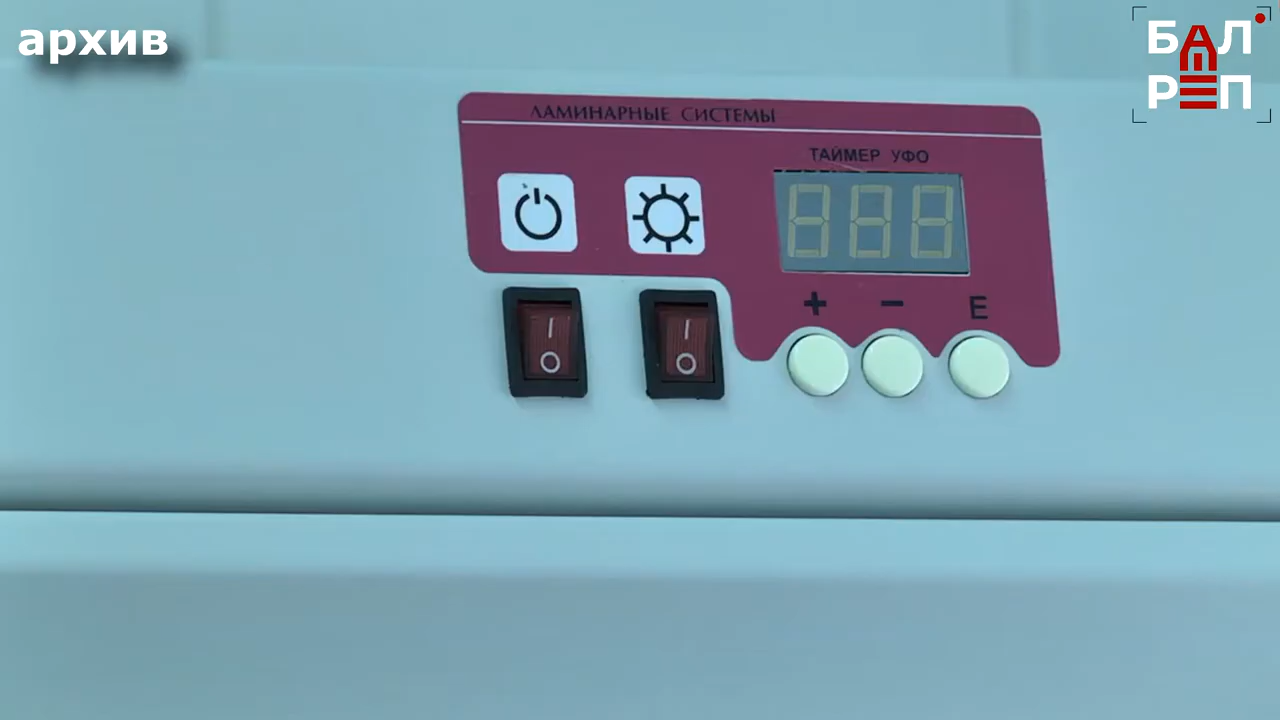 архив
БАЛ
РЕП
ЛАМИНАРНЫЕ СИСТЕМЫ
ТАЙМЕР УФО
+ − E
I I
O O